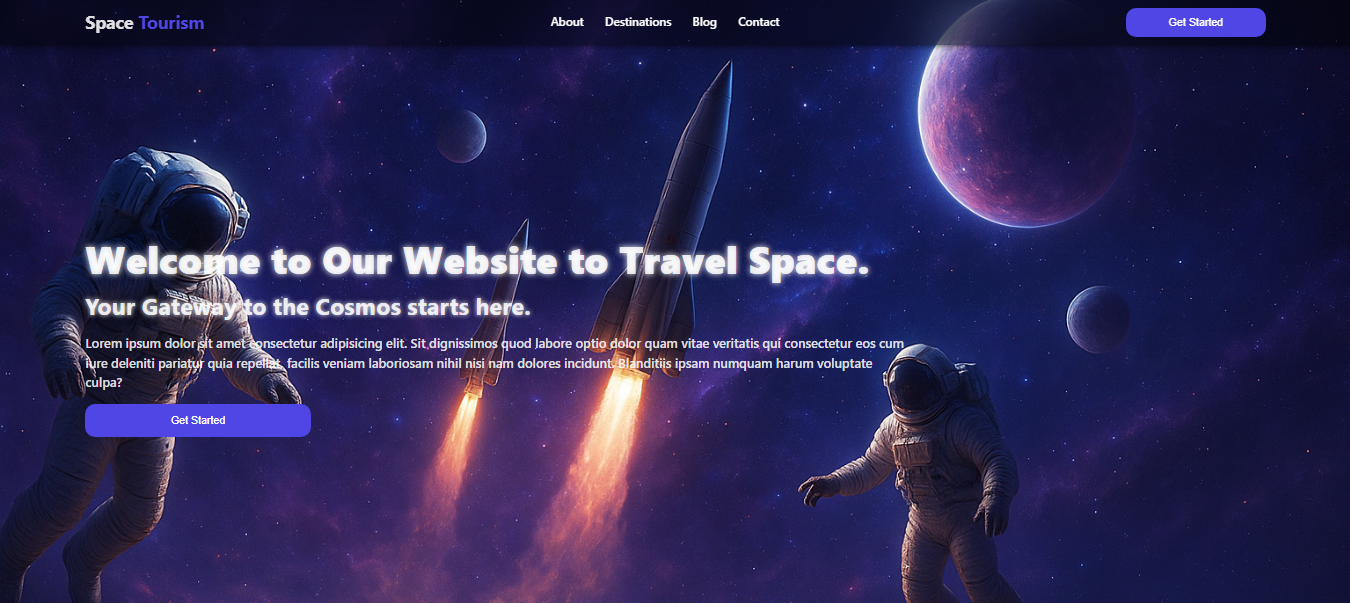 Space Tourism
About
Destinations
Blog
Contact
Get Started
Welcome to Our Website to Travel Space.
Your Gateway to the Cosmos starts here.
Lorem ipsum dolor sit amet consectetur adipisicing elit. Sit dignissimos quod labore optio dolor quam vitae veritatis qui consectetur eos cum
iure deleniti pariatur quia repellat, facilis veniam laboriosam nihil nisi nam dolores incidunt. Blanditiis ipsam numquam harum voluptate
culpa?
Get Started